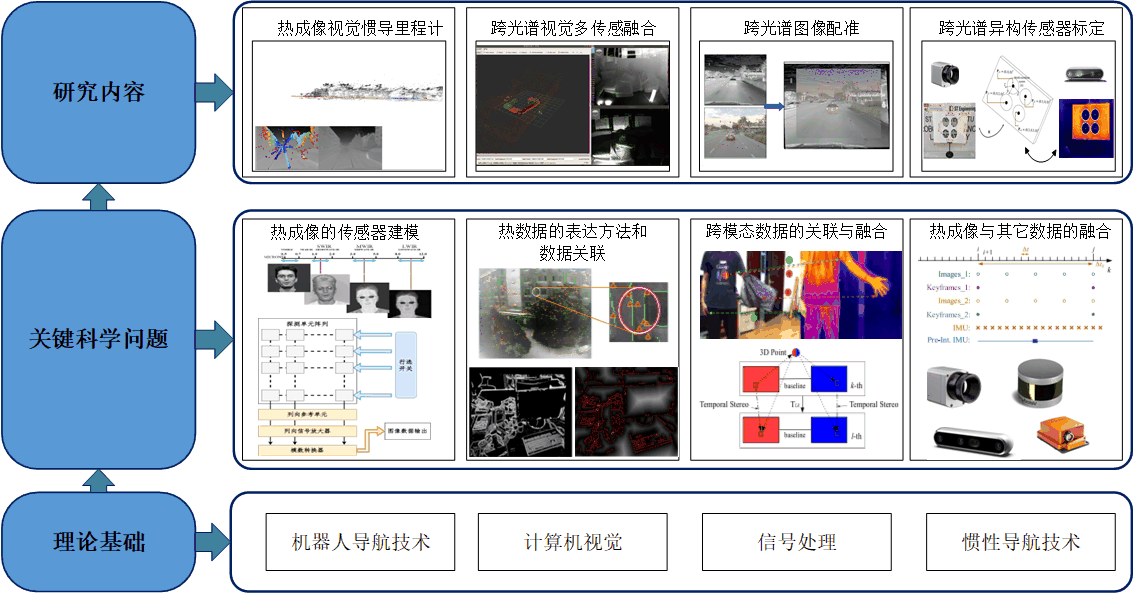 研究内容
热成像视觉惯导里程计
跨光谱视觉多传感融合
跨光谱图像配准
跨光谱异构传感器标定
关键科学问题
热成像的传感器建模
SWIR
MWIR
LWIR
探测单元阵列
行选
开关
列向参考单元
列向信号放大器
模数转换器
图像数据输出
热数据的表达方法和
数据关联
跨模态数据的关联与融合
3D Point
baseline
k-th
Temporal Stereo
Temporal Stereo
baseline
l-th
热成像与其它数据的融合
i
i+1
Δt
j
k
Images_1:
Keyframes_1:
Images_2:
Keyframes_2:
IMU:
Pre-Int. IMU:
理论基础
机器人导航技术
计算机视觉
信号处理
惯性导航技术